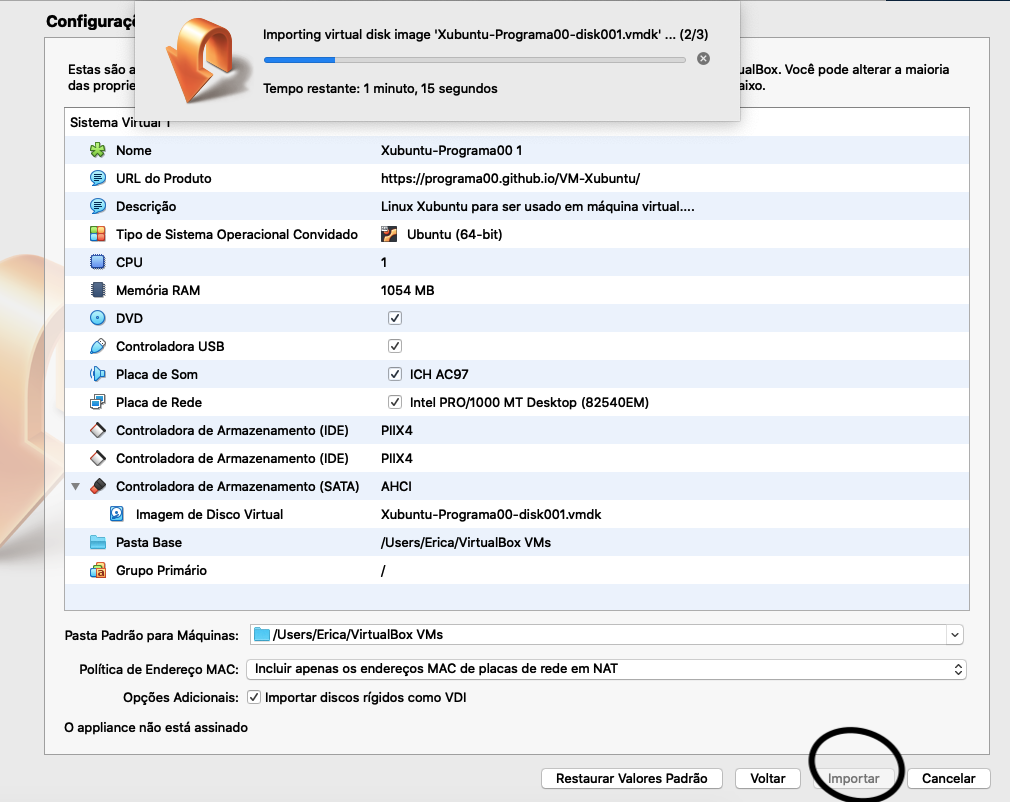 Configuraçõ
Importing virtual disk image 'Xubuntu-Programa00-disk001.vmdk' ... (2/3)
Tempo restante: 1 minuto, 15 segundos
Estas são a
ualBox. Você pode alterar a maioria
das proprie
aixo.
Sistema Virtual 1
Nome Xubuntu-Programa00 1
URL do Produto https://programa00.github.io/VM-Xubuntu/
Descrição Linux Xubuntu para ser usado em máquina virtual....
Tipo de Sistema Operacional Convidado Ubuntu (64-bit)
CPU 1
Memória RAM 1054 MB
DVD
Controladora USB
Placa de Som ICH AC97
Placa de Rede Intel PRO/1000 MT Desktop (82540EM)
Controladora de Armazenamento (IDE) PIIX4
Controladora de Armazenamento (IDE) PIIX4
Controladora de Armazenamento (SATA) AHCI
Imagem de Disco Virtual Xubuntu-Programa00-disk001.vmdk
Pasta Base /Users/Erica/VirtualBox VMs
Grupo Primário /
Pasta Padrão para Máquinas: /Users/Erica/VirtualBox VMs
Política de Endereço MAC: Incluir apenas os endereços MAC de placas de rede em NAT
Opções Adicionais: Importar discos rígidos como VDI
O appliance não está assinado
Restaurar Valores Padrão Voltar Importar Cancelar